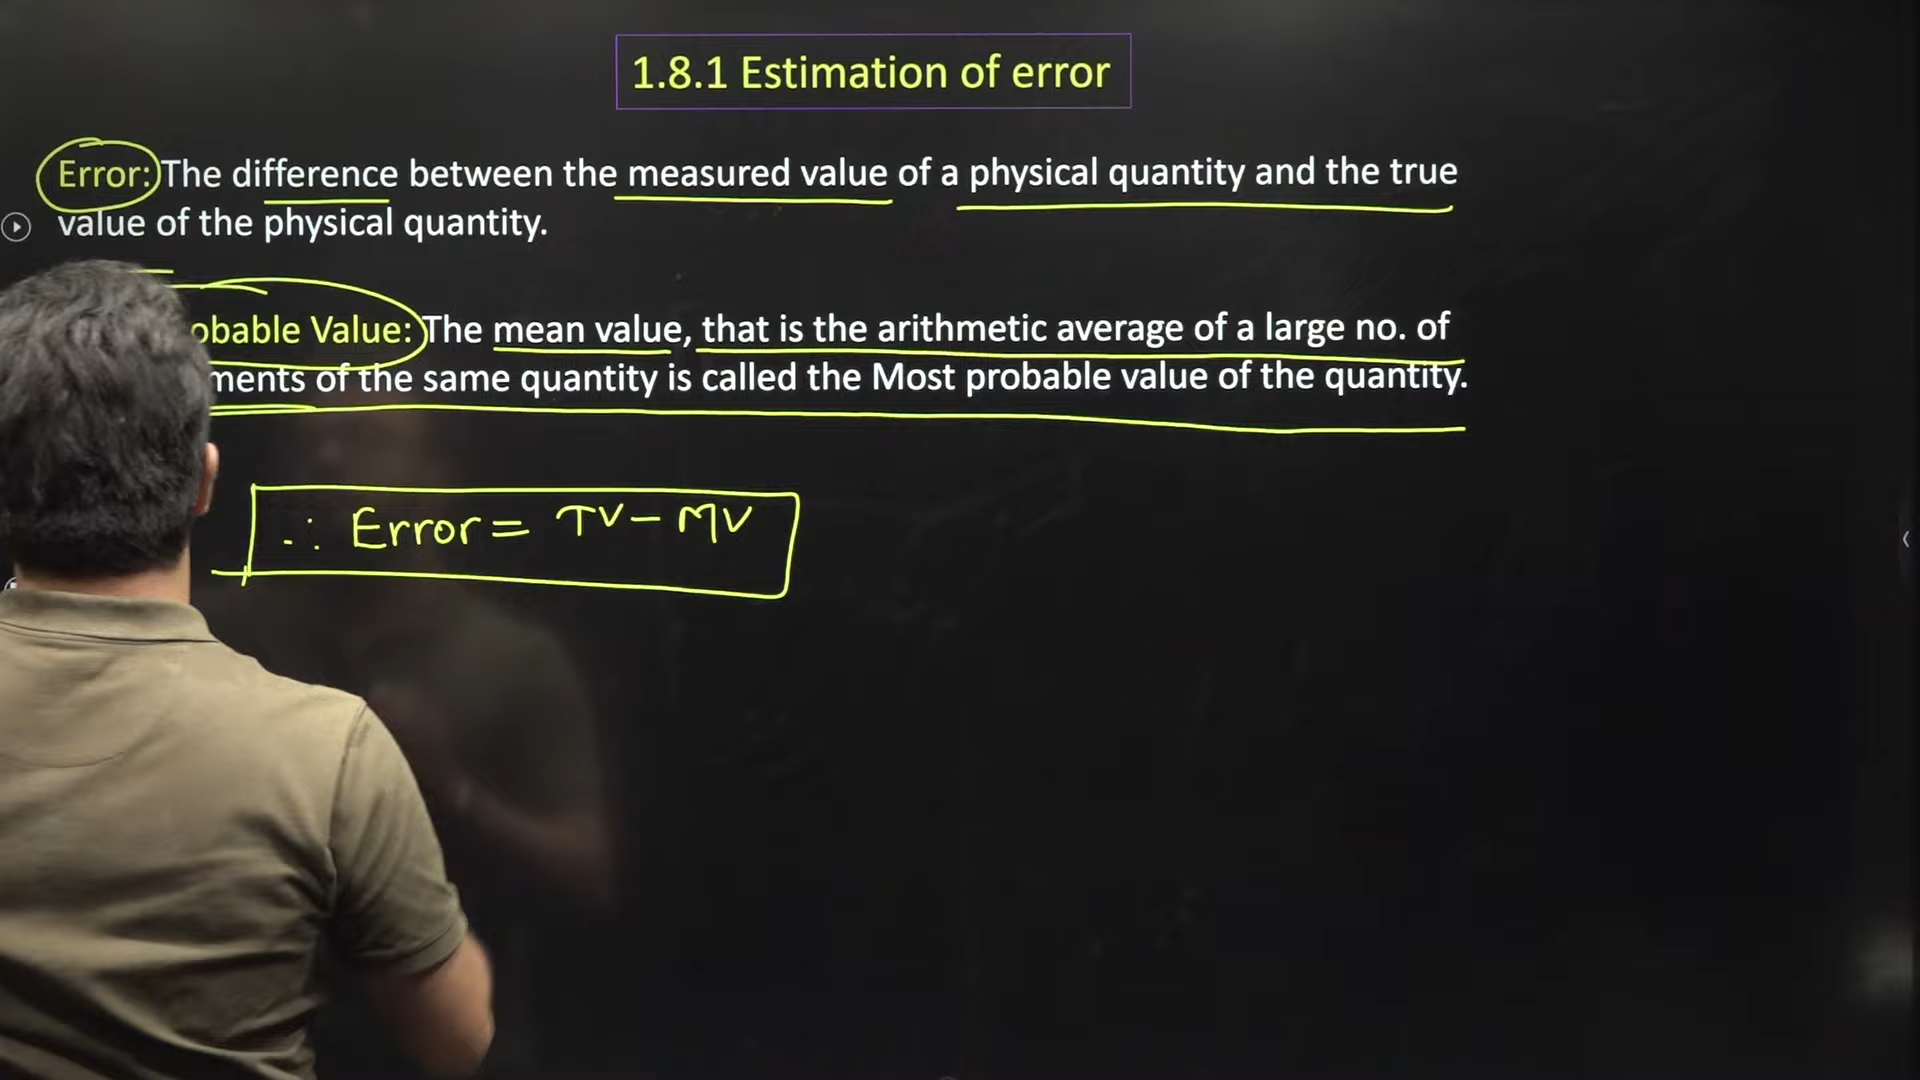 1.8.1 Estimation of error
Error: The difference between the measured value of a physical quantity and the true
value of the physical quantity.
Value: The mean value, that is the arithmetic average of a large no. of
of the same quantity is called the Most probable value of the quantity.
∴ Error = TV - MV